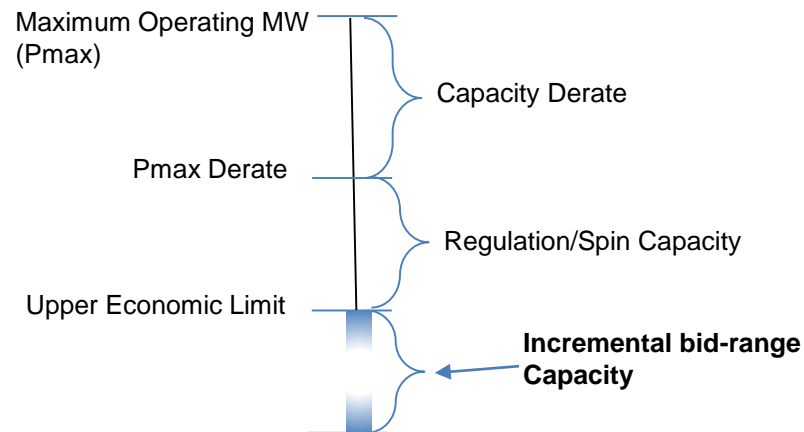 Maximum Operating MW
(Pmax)
Capacity Derate
Pmax Derate
Regulation/Spin Capacity
Upper Economic Limit
Incremental bid-range
Capacity